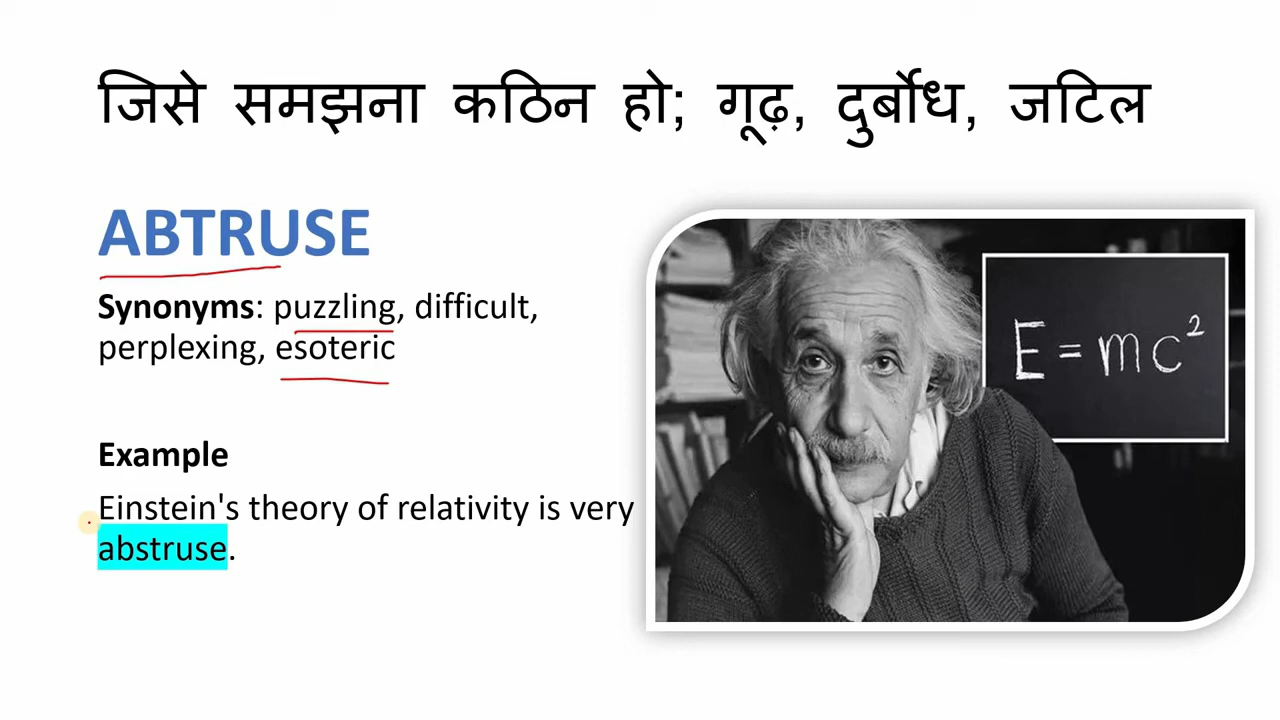 जिसे समझना कठिन हो; गूढ़, दुर्बोध, जटिल
ABTRUSE
Synonyms: puzzling, difficult,
perplexing, esoteric
E = mc²
Example
Einstein's theory of relativity is very
abstruse.